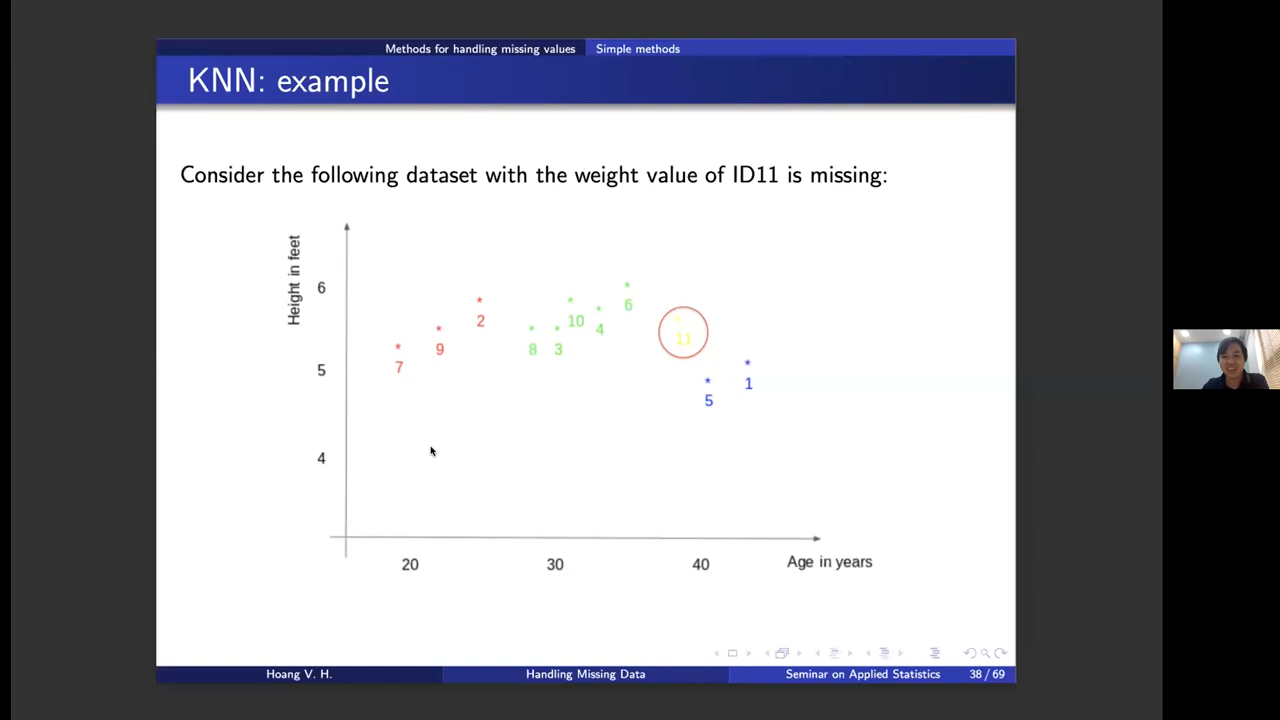 Methods for handling missing values Simple methods
KNN: example
Consider the following dataset with the weight value of ID11 is missing:
Height in feet
6
5
4
* 7
* 9
* 2
* 8
* 3
* 10
* 4
* 6
* 11
* 5
* 1
20 30 40 Age in years
Hoang V. H. Handling Missing Data Seminar on Applied Statistics 38 / 69